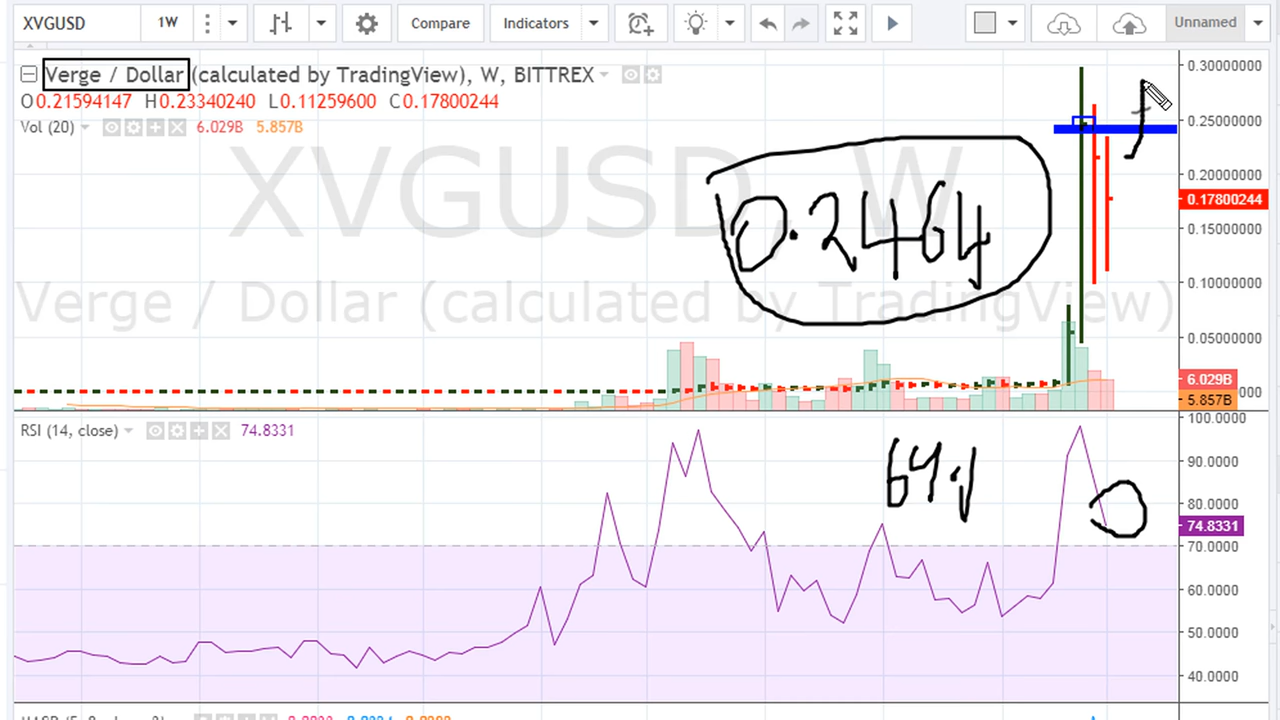 XVGUSD 1W Compare Indicators Unnamed
Verge / Dollar (calculated by TradingView), W, BITTREX
O0.21594147 H0.23340240 L0.11259600 C0.17800244
Vol (20) 6.029B 5.857B
XVGUSD, W
Verge / Dollar (calculated by TradingView)
0.2464
0.30000000
0.25000000
0.20000000
0.17800244
0.15000000
0.10000000
0.05000000
6.029B
5.857B
RSI (14, close) 74.8331
100.0000
90.0000
80.0000
74.8331
70.0000
60.0000
50.0000
40.0000